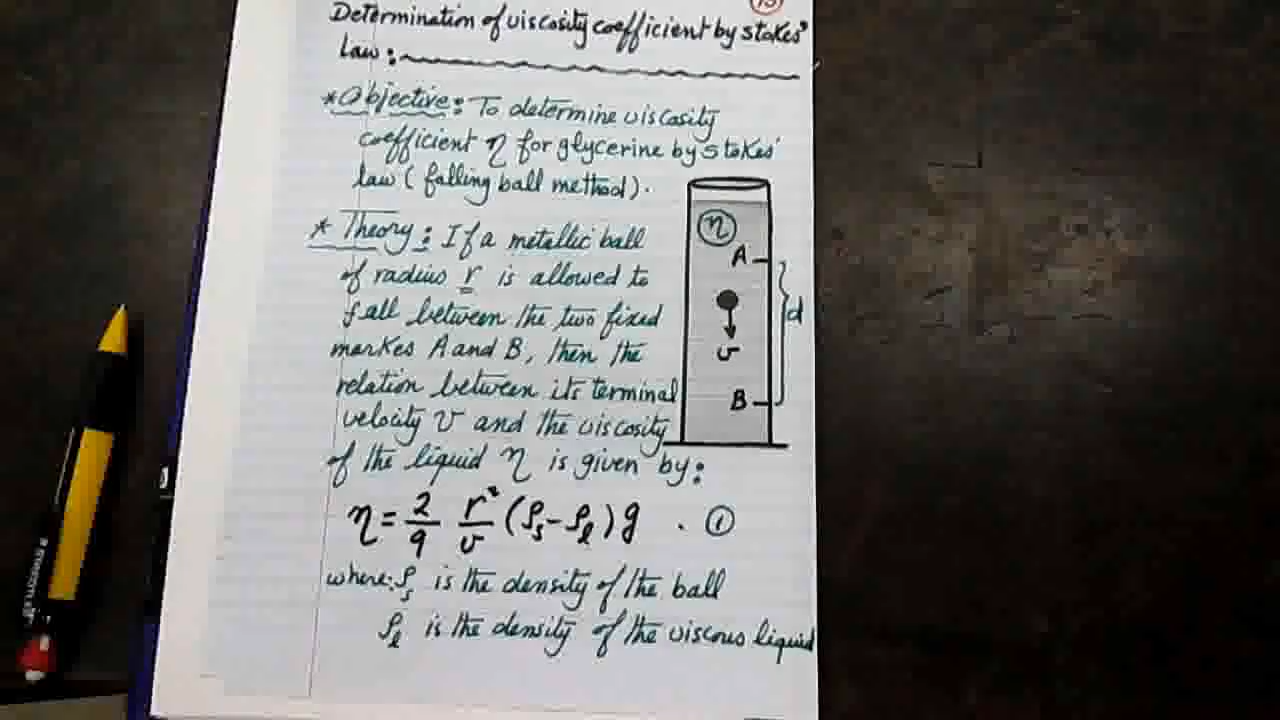 Determination of viscosity coefficient by stokes'
Law:
*Objective: To determine viscosity
coefficient η for glycerine by stokes'
law (falling ball method).
* Theory: If a metallic ball
of radius r is allowed to
fall between the two fixed
markes A and B, then the
relation between its terminal
velocity v and the viscosity
of the liquid η is given by:
η = 2/9 r²/v (ρs - ρl) g . ①
where: ρs is the density of the ball
ρl is the density of the viscous liquid
η
A
d
v
B